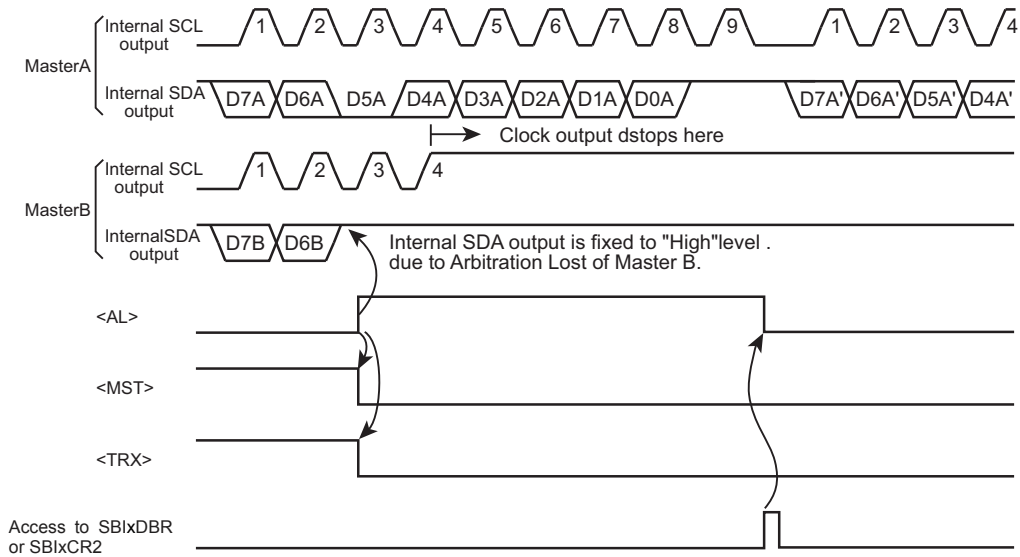 Internal SCL output 1 2 3 4 5 6 7 8 9 1 2 3 4
MasterA
Internal SDA output D7A D6A D5A D4A D3A D2A D1A D0A D7A' D6A' D5A' D4A'
Clock output dstops here
Internal SCL output 1 2 3 4
MasterB
InternalSDA output D7B D6B
Internal SDA output is fixed to "High"level .
due to Arbitration Lost of Master B.
<AL>
<MST>
<TRX>
Access to SBIxDBR
or SBIxCR2